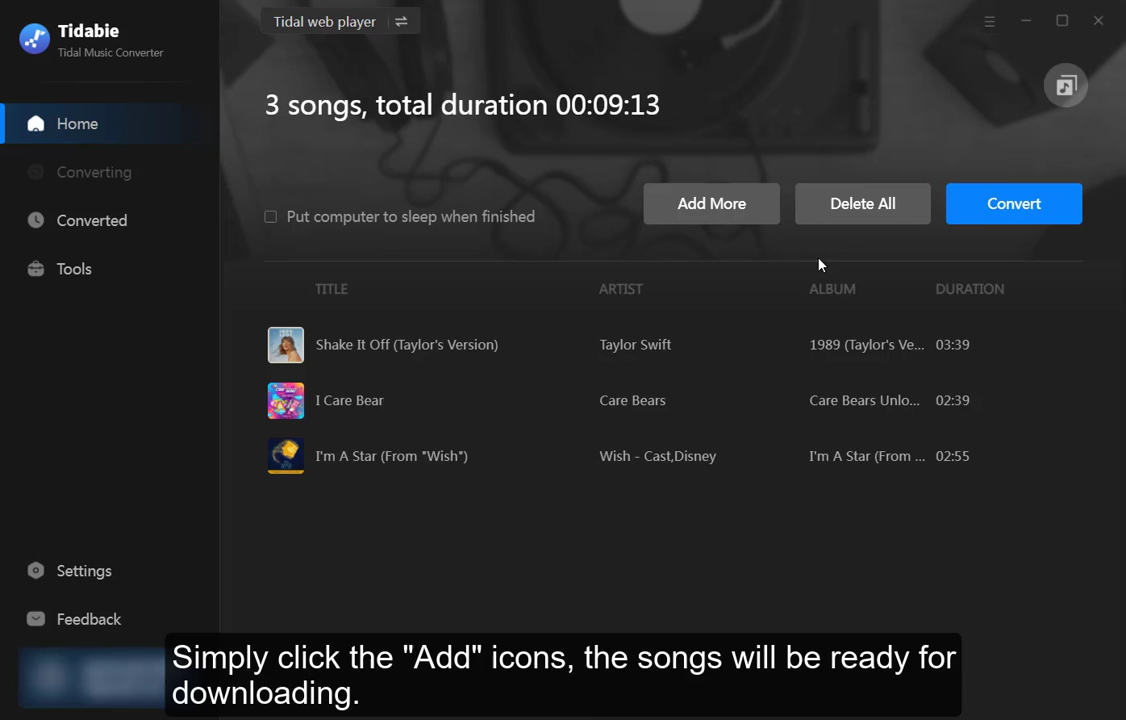 Tidabie
Tidal Music Converter
Tidal web player
3 songs, total duration 00:09:13
Home
Converting
Converted
Tools
Put computer to sleep when finished
Add More
Delete All
Convert
TITLE ARTIST ALBUM DURATION
Shake It Off (Taylor's Version) Taylor Swift 1989 (Taylor's Ve... 03:39
I Care Bear Care Bears Care Bears Unlo... 02:39
I'm A Star (From "Wish") Wish - Cast,Disney I'm A Star (From ... 02:55
Settings
Feedback
Simply click the "Add" icons, the songs will be ready for
downloading.